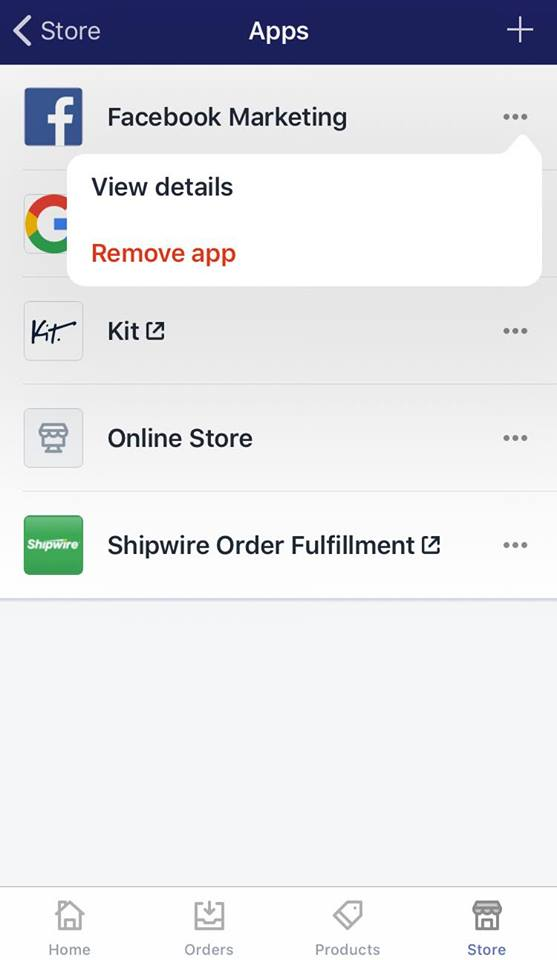 Store
Apps
Facebook Marketing
View details
Remove app
Kit.
Kit
Online Store
Shipwire
Shipwire Order Fulfillment
Home
Orders
Products
Store